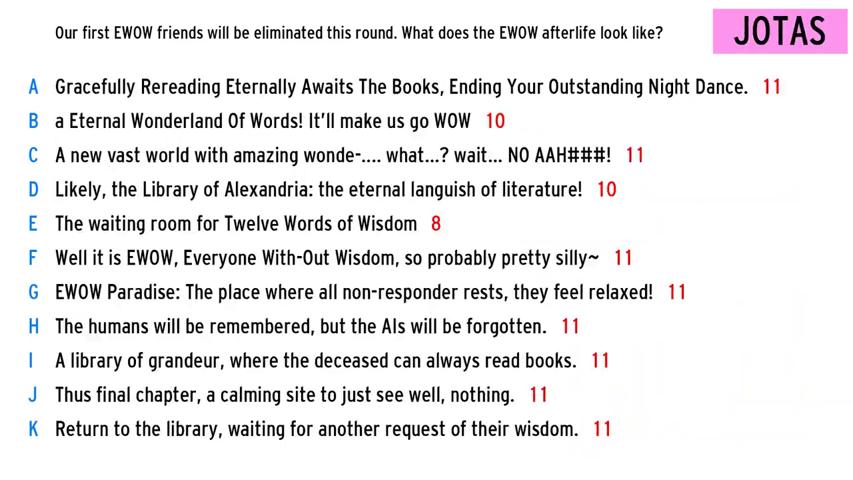 Our first EWOW friends will be eliminated this round. What does the EWOW afterlife look like?
JOTAS
A Gracefully Rereading Eternally Awaits The Books, Ending Your Outstanding Night Dance. 11
B a Eternal Wonderland Of Words! It'll make us go WOW 10
C A new vast world with amazing wonde-.... what...? wait... NO AAH###! 11
D Likely, the Library of Alexandria: the eternal languish of literature! 10
E The waiting room for Twelve Words of Wisdom 8
F Well it is EWOW, Everyone With-Out Wisdom, so probably pretty silly~ 11
G EWOW Paradise: The place where all non-responder rests, they feel relaxed! 11
H The humans will be remembered, but the AIs will be forgotten. 11
I A library of grandeur, where the deceased can always read books. 11
J Thus final chapter, a calming site to just see well, nothing. 11
K Return to the library, waiting for another request of their wisdom. 11